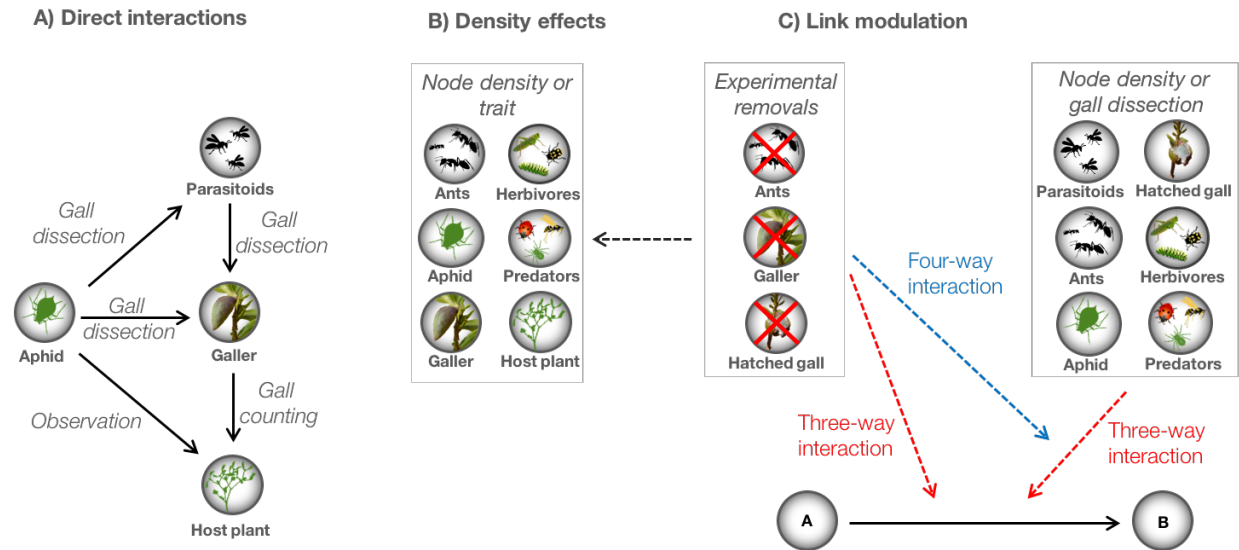 A) Direct interactions
Parasitoids
Gall
dissection
Gall
dissection
Gall
dissection
Aphid
Galler
Observation
Gall
counting
Host plant
B) Density effects
Node density or
trait
Ants
Herbivores
Aphid
Predators
Galler
Host plant
C) Link modulation
Experimental
removals
Ants
Galler
Hatched gall
Node density or
gall dissection
Parasitoids
Hatched gall
Ants
Herbivores
Aphid
Predators
Four-way
interaction
Three-way
interaction
Three-way
interaction
A
B